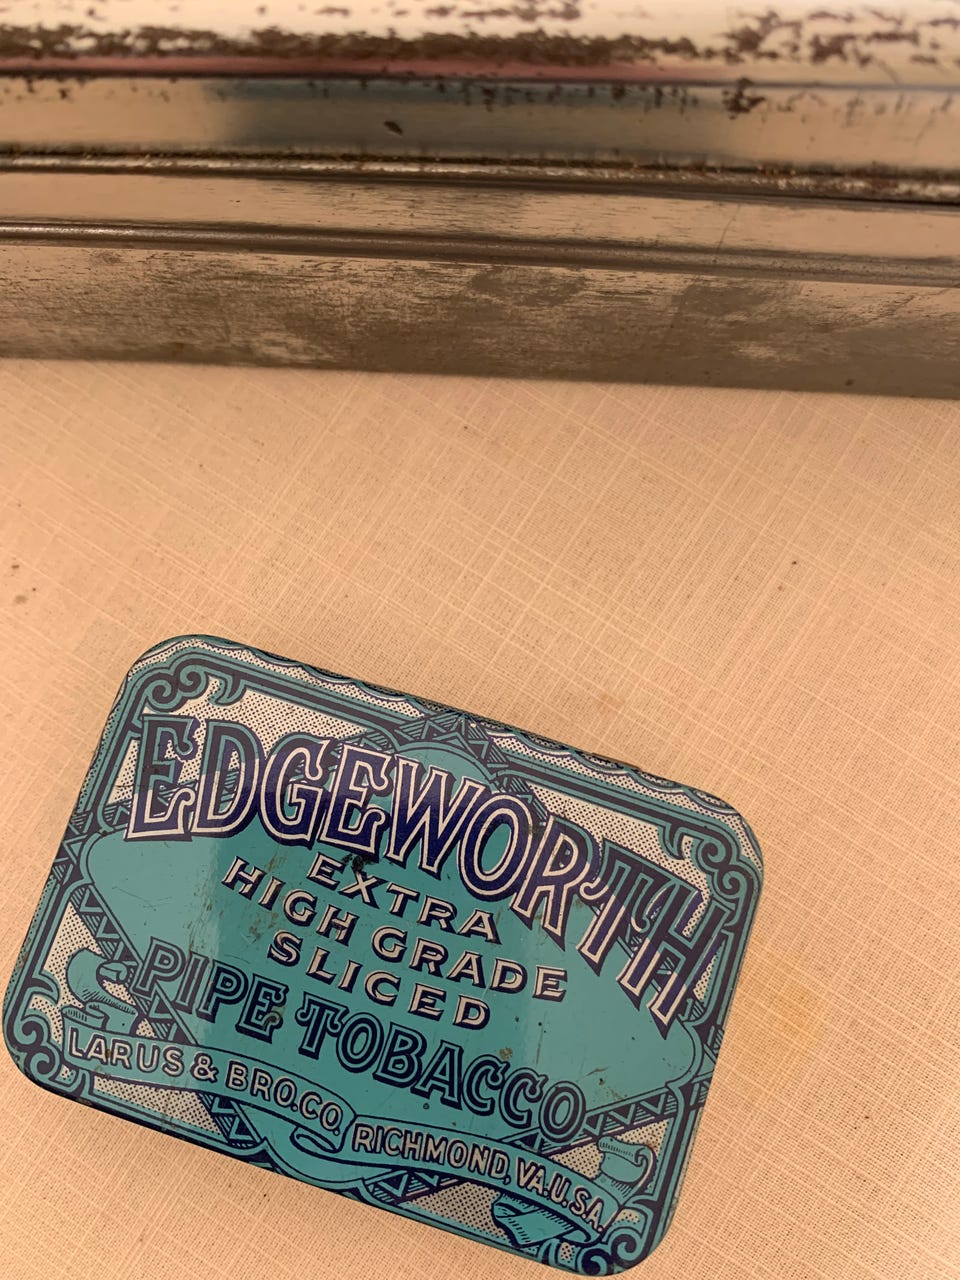 EDGEWORTH
EXTRA
HIGH GRADE
SLICED
PIPE TOBACCO
LARUS & BRO.CO. RICHMOND, VA.U.S.A.